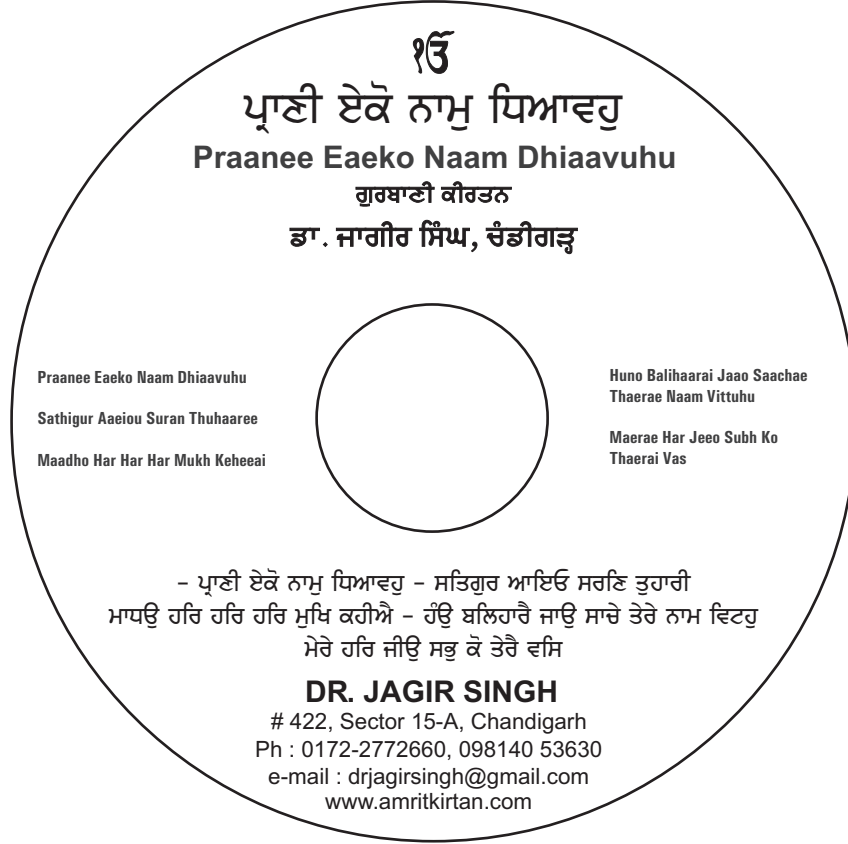 ੴ
ਪ੍ਰਾਣੀ ਏਕੋ ਨਾਮੁ ਧਿਆਵਹੁ
Praanee Eaeko Naam Dhiaavuhu
ਗੁਰਬਾਣੀ ਕੀਰਤਨ
ਡਾ. ਜਾਗੀਰ ਸਿੰਘ, ਚੰਡੀਗੜ੍ਹ
Praanee Eaeko Naam Dhiaavuhu
Sathigur Aaeiou Suran Thuhaaree
Maadho Har Har Har Mukh Keheeai
Huno Balihaarai Jaao Saachae
Thaerae Naam Vittuhu
Maerae Har Jeeo Subh Ko
Thaerai Vas
– ਪ੍ਰਾਣੀ ਏਕੋ ਨਾਮੁ ਧਿਆਵਹੁ – ਸਤਿਗੁਰ ਆਇਓ ਸਰਣਿ ਤੁਹਾਰੀ
ਮਾਧਉ ਹਰਿ ਹਰਿ ਹਰਿ ਮੁਖਿ ਕਹੀਐ – ਹੰਉ ਬਲਿਹਾਰੈ ਜਾਉ ਸਾਚੇ ਤੇਰੇ ਨਾਮ ਵਿਟਹੁ
ਮੇਰੇ ਹਰਿ ਜੀਉ ਸਭੁ ਕੋ ਤੇਰੈ ਵਸਿ
DR. JAGIR SINGH
# 422, Sector 15-A, Chandigarh
Ph : 0172-2772660, 098140 53630
e-mail : drjagirsingh@gmail.com
www.amritkirtan.com